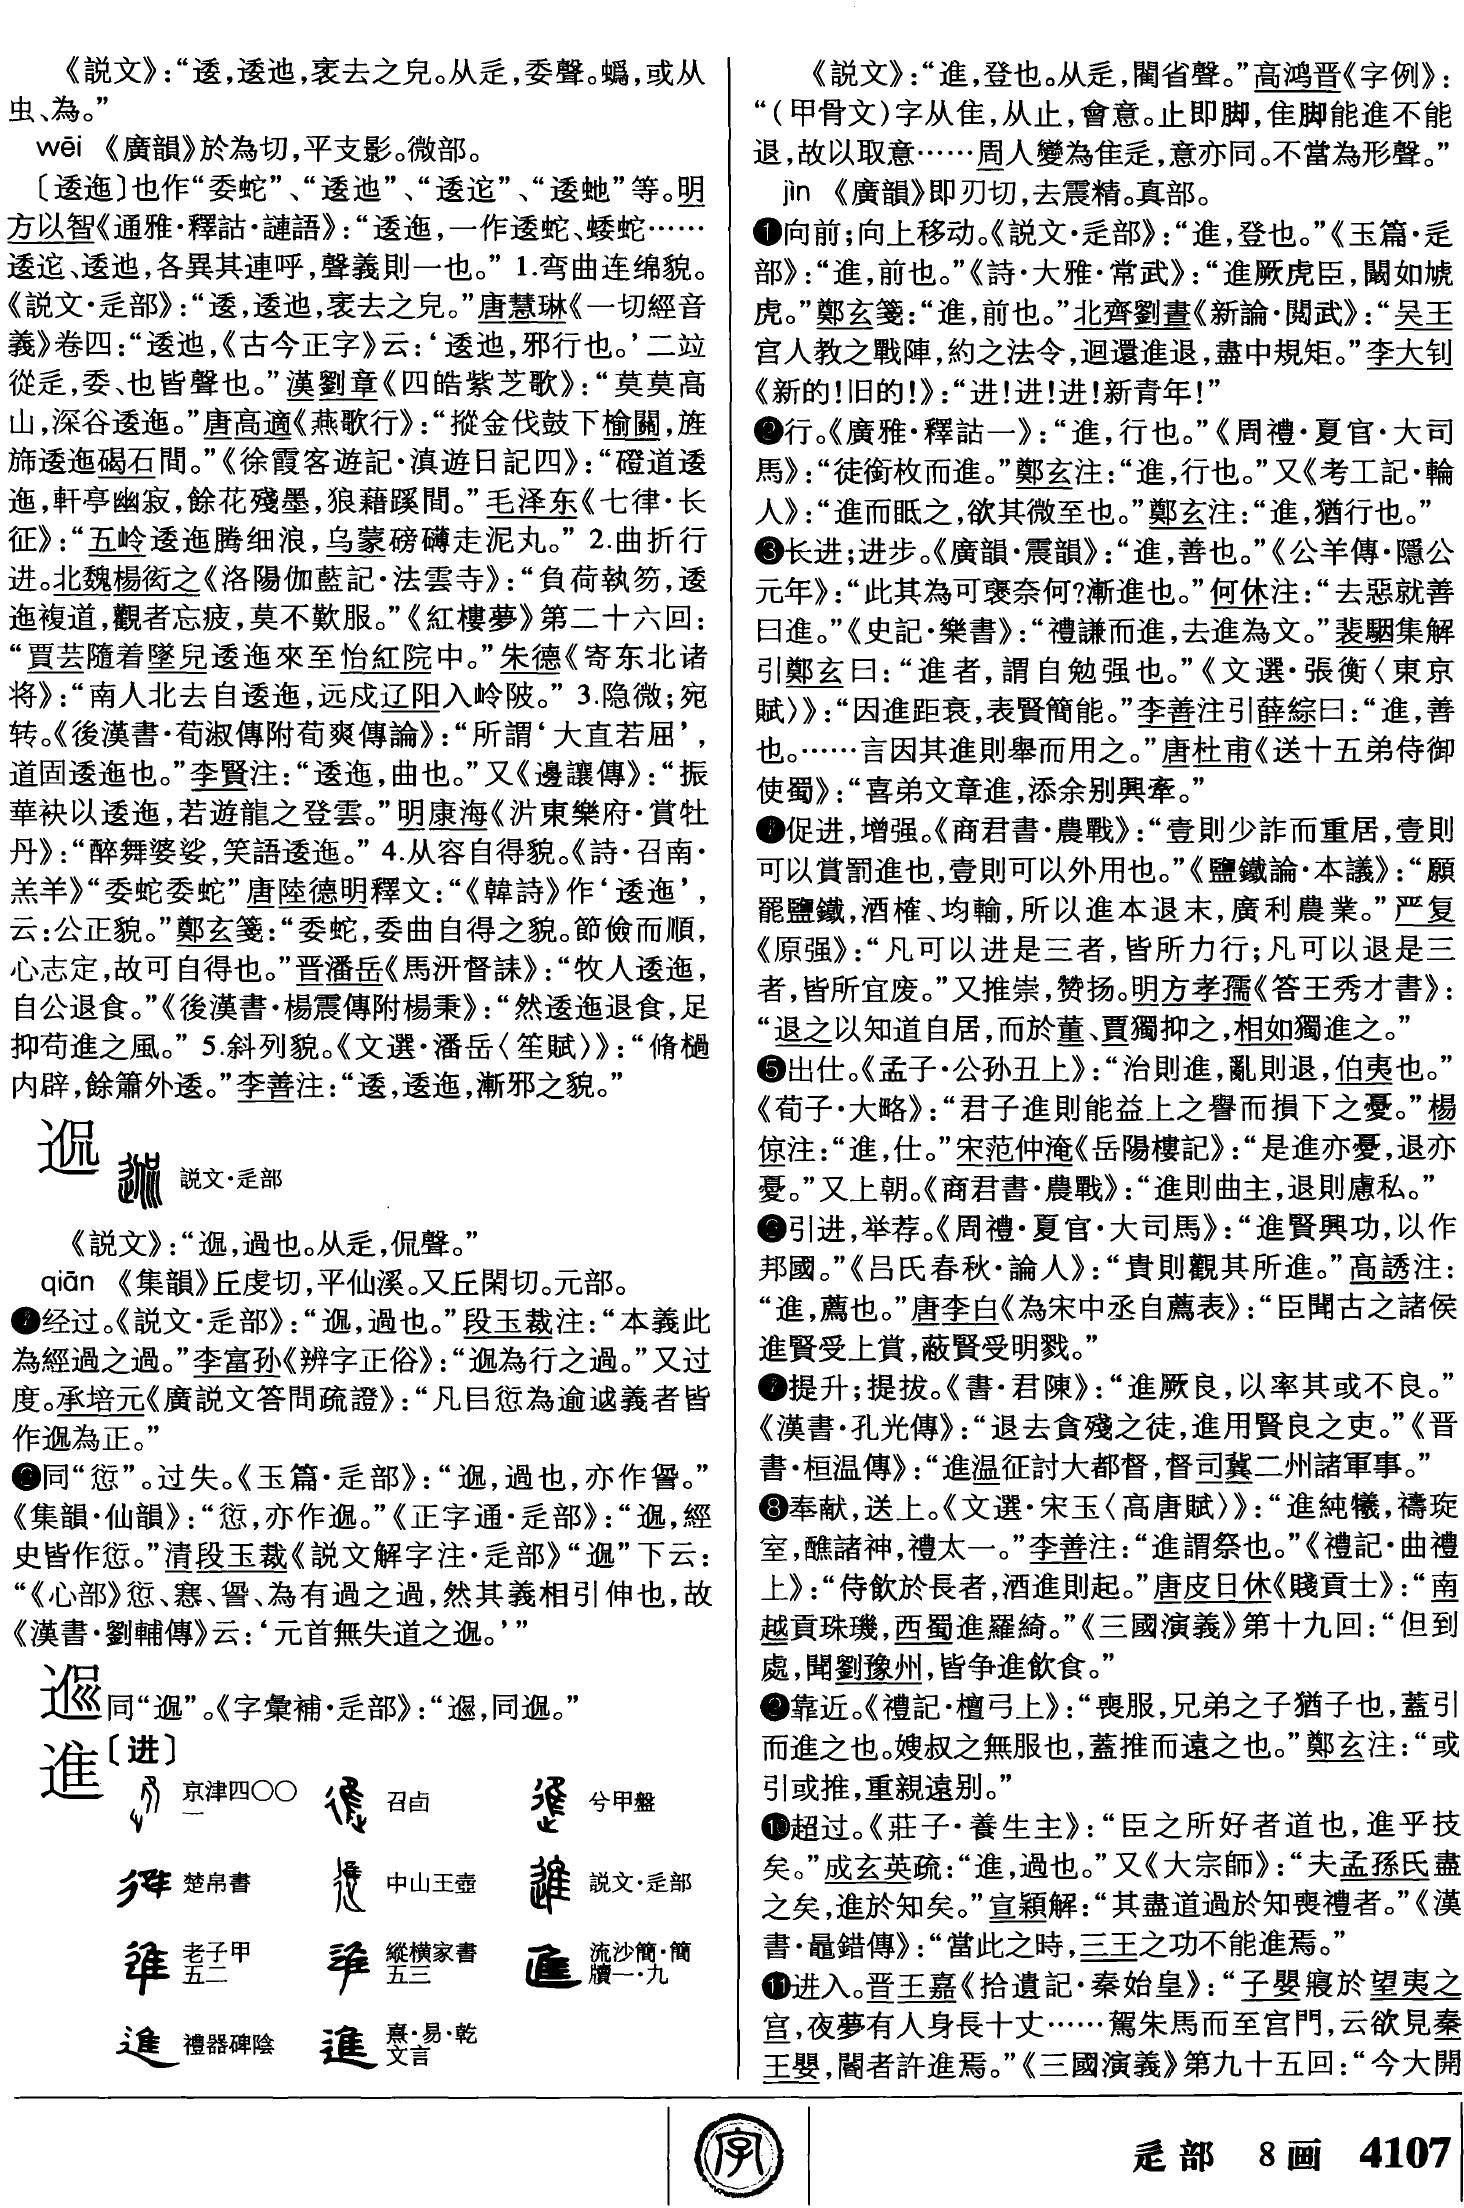 《説文》：“逶，逶迆，衺去之皃。从辵，委聲。蟡，或从
虫、為。”
wēi 《廣韻》於為切，平支影。微部。
〔逶迤〕也作“委蛇”、“逶迆”、“逶迱”、“逶虵”等。明
方以智《通雅·釋詁·謰語》：“逶迤，一作逶蛇、蜲蛇……
逶迱、逶迆，各異其連呼，聲義則一也。” 1.弯曲连绵貌。
《説文·辵部》：“逶，逶迆，衺去之皃。”唐慧琳《一切經音
義》卷四：“逶迆，《古今正字》云：‘逶迆，邪行也。’二竝
從辵，委、也皆聲也。”漢劉章《四皓紫芝歌》：“莫莫高
山，深谷逶迤。”唐高適《燕歌行》：“摐金伐鼓下榆關，旌
旆逶迤碣石間。”《徐霞客遊記·滇遊日記四》：“磴道逶
迤，軒亭幽寂，餘花殘墨，狼藉蹊間。”毛泽东《七律·长
征》：“五岭逶迤腾细浪，乌蒙磅礴走泥丸。” 2.曲折行
进。北魏楊衒之《洛陽伽藍記·法雲寺》：“負荷執笏，逶
迤複道，觀者忘疲，莫不歎服。”《紅樓夢》第二十六回：
“賈芸隨着墜兒逶迤來至怡紅院中。”朱德《寄东北诸
将》：“南人北去自逶迤，远戍辽阳入岭陂。” 3.隐微；宛
转。《後漢書·荀淑傳附荀爽傳論》：“所謂‘大直若屈’，
道固逶迤也。”李賢注：“逶迤，曲也。”又《邊讓傳》：“振
華袂以逶迤，若遊龍之登雲。”明康海《沜東樂府·賞牡
丹》：“醉舞婆娑，笑語逶迤。” 4.从容自得貌。《詩·召南·
羔羊》“委蛇委蛇”唐陸德明釋文：“《韓詩》作‘逶迤’，
云：公正貌。”鄭玄箋：“委蛇，委曲自得之貌。節儉而順，
心志定，故可自得也。”晋潘岳《馬汧督誄》：“牧人逶迤，
自公退食。”《後漢書·楊震傳附楊秉》：“然逶迤退食，足
抑苟進之風。” 5.斜列貌。《文選·潘岳〈笙賦〉》：“脩檛
内辟，餘簫外逶。”李善注：“逶，逶迤，漸邪之貌。”
𨓜 説文·辵部
《説文》：“𨓜，過也。从辵，侃聲。”
qiān 《集韻》丘虔切，平仙溪。又丘閑切。元部。
❶经过。《説文·辵部》：“𨓜，過也。”段玉裁注：“本義此
為經過之過。”李富孙《辨字正俗》：“𨓜為行之過。”又过
度。承培元《廣説文答問疏證》：“凡㠯愆為逾越義者皆
作𨓜為正。”
❷同“愆”。过失。《玉篇·辵部》：“𨓜，過也，亦作諐。”
《集韻·仙韻》：“愆，亦作𨓜。”《正字通·辵部》：“𨓜，經
史皆作愆。”清段玉裁《説文解字注·辵部》“𨓜”下云：
“《心部》愆、寋、諐、為有過之過，然其義相引伸也，故
《漢書·劉輔傳》云：‘元首無失道之𨓜。’”
同“𨓜”。《字彙補·辵部》：“，同𨓜。”
進〔进〕
京津四〇〇一 召卣 兮甲盤
楚帛書 中山王壺 説文·辵部
老子甲五二 縱横家書五三 流沙簡·簡牘一·九
禮器碑陰 熹·易·乾文言
《説文》：“進，登也。从辵，閵省聲。”高鸿晋《字例》：
“（甲骨文）字从隹，从止，會意。止即脚，隹脚能進不能
退，故以取意……周人變為隹辵，意亦同。不當為形聲。”
jìn 《廣韻》即刃切，去震精。真部。
❶向前；向上移动。《説文·辵部》：“進，登也。”《玉篇·辵
部》：“進，前也。”《詩·大雅·常武》：“進厥虎臣，闞如虓
虎。”鄭玄箋：“進，前也。”北齊劉晝《新論·閲武》：“吴王
宫人教之戰陣，約之法令，迴還進退，盡中規矩。”李大钊
《新的！旧的！》：“进！进！进！新青年！”
❷行。《廣雅·釋詁一》：“進，行也。”《周禮·夏官·大司
馬》：“徒銜枚而進。”鄭玄注：“進，行也。”又《考工記·輪
人》：“進而眡之，欲其微至也。”鄭玄注：“進，猶行也。”
❸长进；进步。《廣韻·震韻》：“進，善也。”《公羊傳·隱公
元年》：“此其為可褒奈何？漸進也。”何休注：“去惡就善
曰進。”《史記·樂書》：“禮謙而進，去進為文。”裴駰集解
引鄭玄曰：“進者，謂自勉强也。”《文選·張衡〈東京
賦〉》：“因進距衰，表賢簡能。”李善注引薛綜曰：“進，善
也。……言因其進則舉而用之。”唐杜甫《送十五弟侍御
使蜀》：“喜弟文章進，添余别興牽。”
❹促进，增强。《商君書·農戰》：“壹則少詐而重居，壹則
可以賞罰進也，壹則可以外用也。”《鹽鐵論·本議》：“願
罷鹽鐵，酒榷、均輸，所以進本退末，廣利農業。”严复
《原强》：“凡可以进是三者，皆所力行；凡可以退是三
者，皆所宜废。”又推崇，赞扬。明方孝孺《答王秀才書》：
“退之以知道自居，而於董、賈獨抑之，相如獨進之。”
❺出仕。《孟子·公孙丑上》：“治則進，亂則退，伯夷也。”
《荀子·大略》：“君子進則能益上之譽而損下之憂。”楊
倞注：“進，仕。”宋范仲淹《岳陽樓記》：“是進亦憂，退亦
憂。”又上朝。《商君書·農戰》：“進則曲主，退則慮私。”
❻引进，举荐。《周禮·夏官·大司馬》：“進賢興功，以作
邦國。”《吕氏春秋·論人》：“貴則觀其所進。”高誘注：
“進，薦也。”唐李白《為宋中丞自薦表》：“臣聞古之諸侯
進賢受上賞，蔽賢受明戮。”
❼提升；提拔。《書·君陳》：“進厥良，以率其或不良。”
《漢書·孔光傳》：“退去貪殘之徒，進用賢良之吏。”《晋
書·桓温傳》：“進温征討大都督，督司冀二州諸軍事。”
❽奉献，送上。《文選·宋玉〈高唐賦〉》：“進純犧，禱琁
室，醮諸神，禮太一。”李善注：“進謂祭也。”《禮記·曲禮
上》：“侍飲於長者，酒進則起。”唐皮日休《賤貢士》：“南
越貢珠璣，西蜀進羅綺。”《三國演義》第十九回：“但到
處，聞劉豫州，皆争進飲食。”
❾靠近。《禮記·檀弓上》：“喪服，兄弟之子猶子也，蓋引
而進之也。嫂叔之無服也，蓋推而遠之也。”鄭玄注：“或
引或推，重親遠别。”
❿超过。《莊子·養生主》：“臣之所好者道也，進乎技
矣。”成玄英疏：“進，過也。”又《大宗師》：“夫孟孫氏盡
之矣，進於知矣。”宣穎解：“其盡道過於知喪禮者。”《漢
書·鼂錯傳》：“當此之時，三王之功不能進焉。”
⓫进入。晋王嘉《拾遺記·秦始皇》：“子嬰寢於望夷之
宫，夜夢有人身長十丈……駕朱馬而至宫門，云欲見秦
王嬰，閽者許進焉。”《三國演義》第九十五回：“今大開
字
辵部 8画 4107